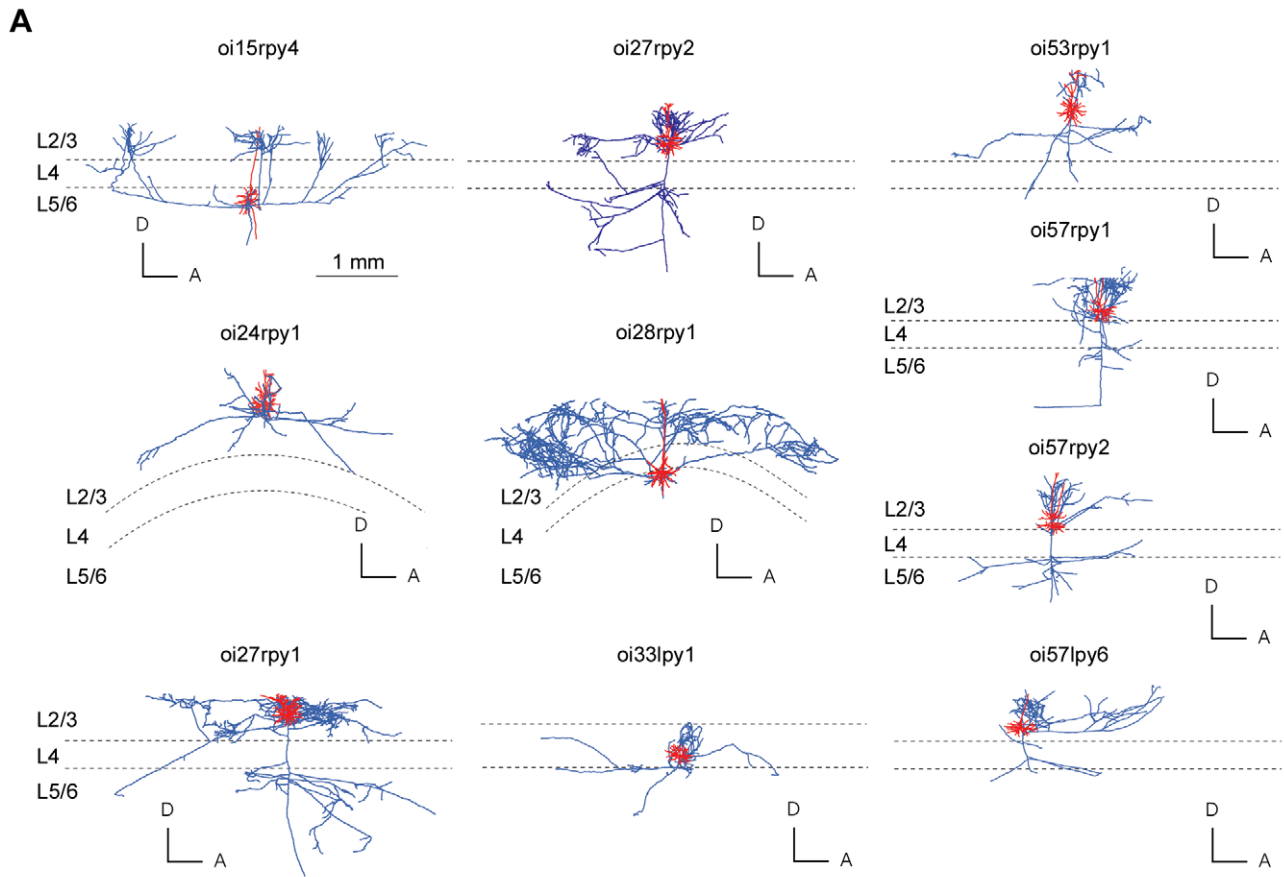 A
oi15rpy4
oi27rpy2
oi53rpy1
L2/3
L4
L5/6
D
A
1 mm
D
A
D
A
oi57rpy1
L2/3
L4
L5/6
D
A
oi24rpy1
oi28rpy1
L2/3
L4
L5/6
D
A
L2/3
L4
L5/6
D
A
oi57rpy2
L2/3
L4
L5/6
D
A
oi27rpy1
oi33lpy1
oi57lpy6
L2/3
L4
L5/6
D
A
D
A
D
A